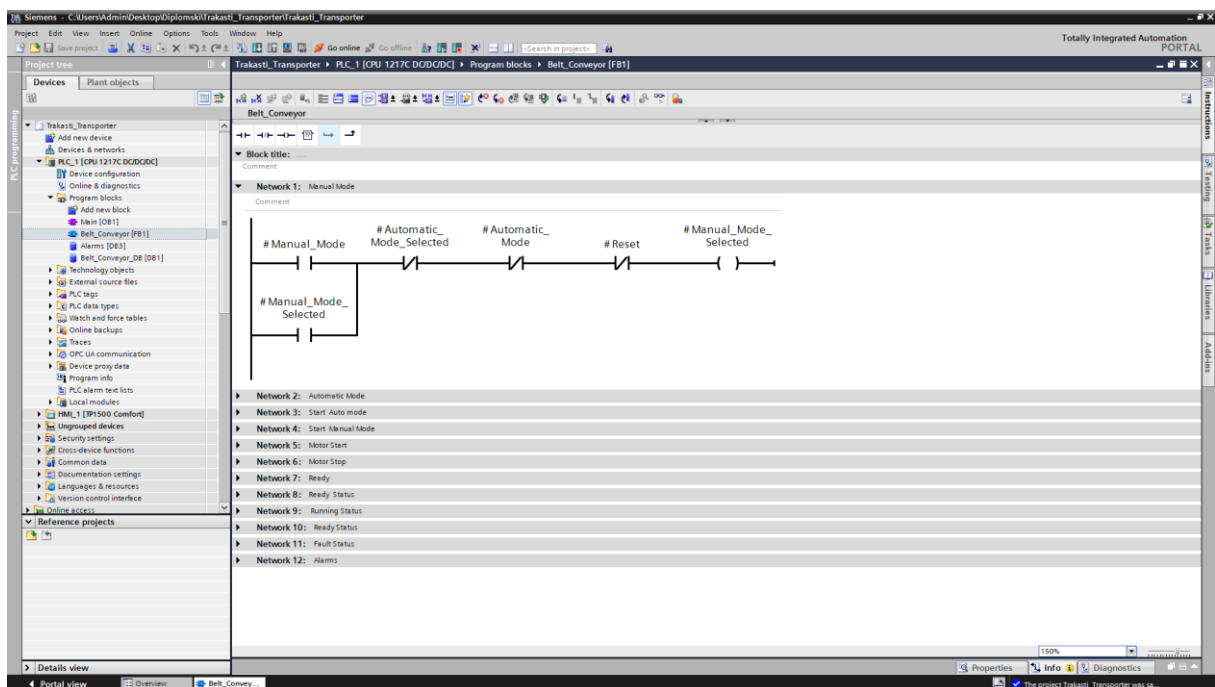 Siemens - C:\Users\Admin\Desktop\Diplomski\Trakasti_Transporter\Trakasti_Transporter
Project Edit View Insert Online Options Tools Window Help
Save project Go online Go offline <Search in project>
Totally Integrated Automation
PORTAL
Project tree
Trakasti_Transporter PLC_1 [CPU 1217C DC/DC/DC] Program blocks Belt_Conveyor [FB1]
Devices Plant objects
PLC programming
Trakasti_Transporter
Add new device
Devices & networks
PLC_1 [CPU 1217C DC/DC/DC]
Device configuration
Online & diagnostics
Program blocks
Add new block
Main [OB1]
Belt_Conveyor [FB1]
Alarms [DB3]
Belt_Conveyor_DB [DB1]
Technology objects
External source files
PLC tags
PLC data types
Watch and force tables
Online backups
Traces
OPC UA communication
Device proxy data
Program info
PLC alarm text lists
Local modules
HMI_1 [TP1500 Comfort]
Ungrouped devices
Security settings
Cross-device functions
Common data
Documentation settings
Languages & resources
Version control interface
Online access
Reference projects
Details view
Belt_Conveyor
Block title: .....
Comment
Network 1: Manual Mode
Comment
#Manual_Mode
#Automatic_
Mode_Selected
#Automatic_
Mode
#Reset
#Manual_Mode_
Selected
#Manual_Mode_
Selected
Network 2: Automatic Mode
Network 3: Start Auto mode
Network 4: Start Manual Mode
Network 5: Motor Start
Network 6: Motor Stop
Network 7: Ready
Network 8: Ready Status
Network 9: Running Status
Network 10: Ready Status
Network 11: Fault Status
Network 12: Alarms
150%
Properties Info Diagnostics
Instructions
Testing
Tasks
Libraries
Add-ins
Portal view Overview Belt_Convey...
The project Trakasti_Transporter was sa...